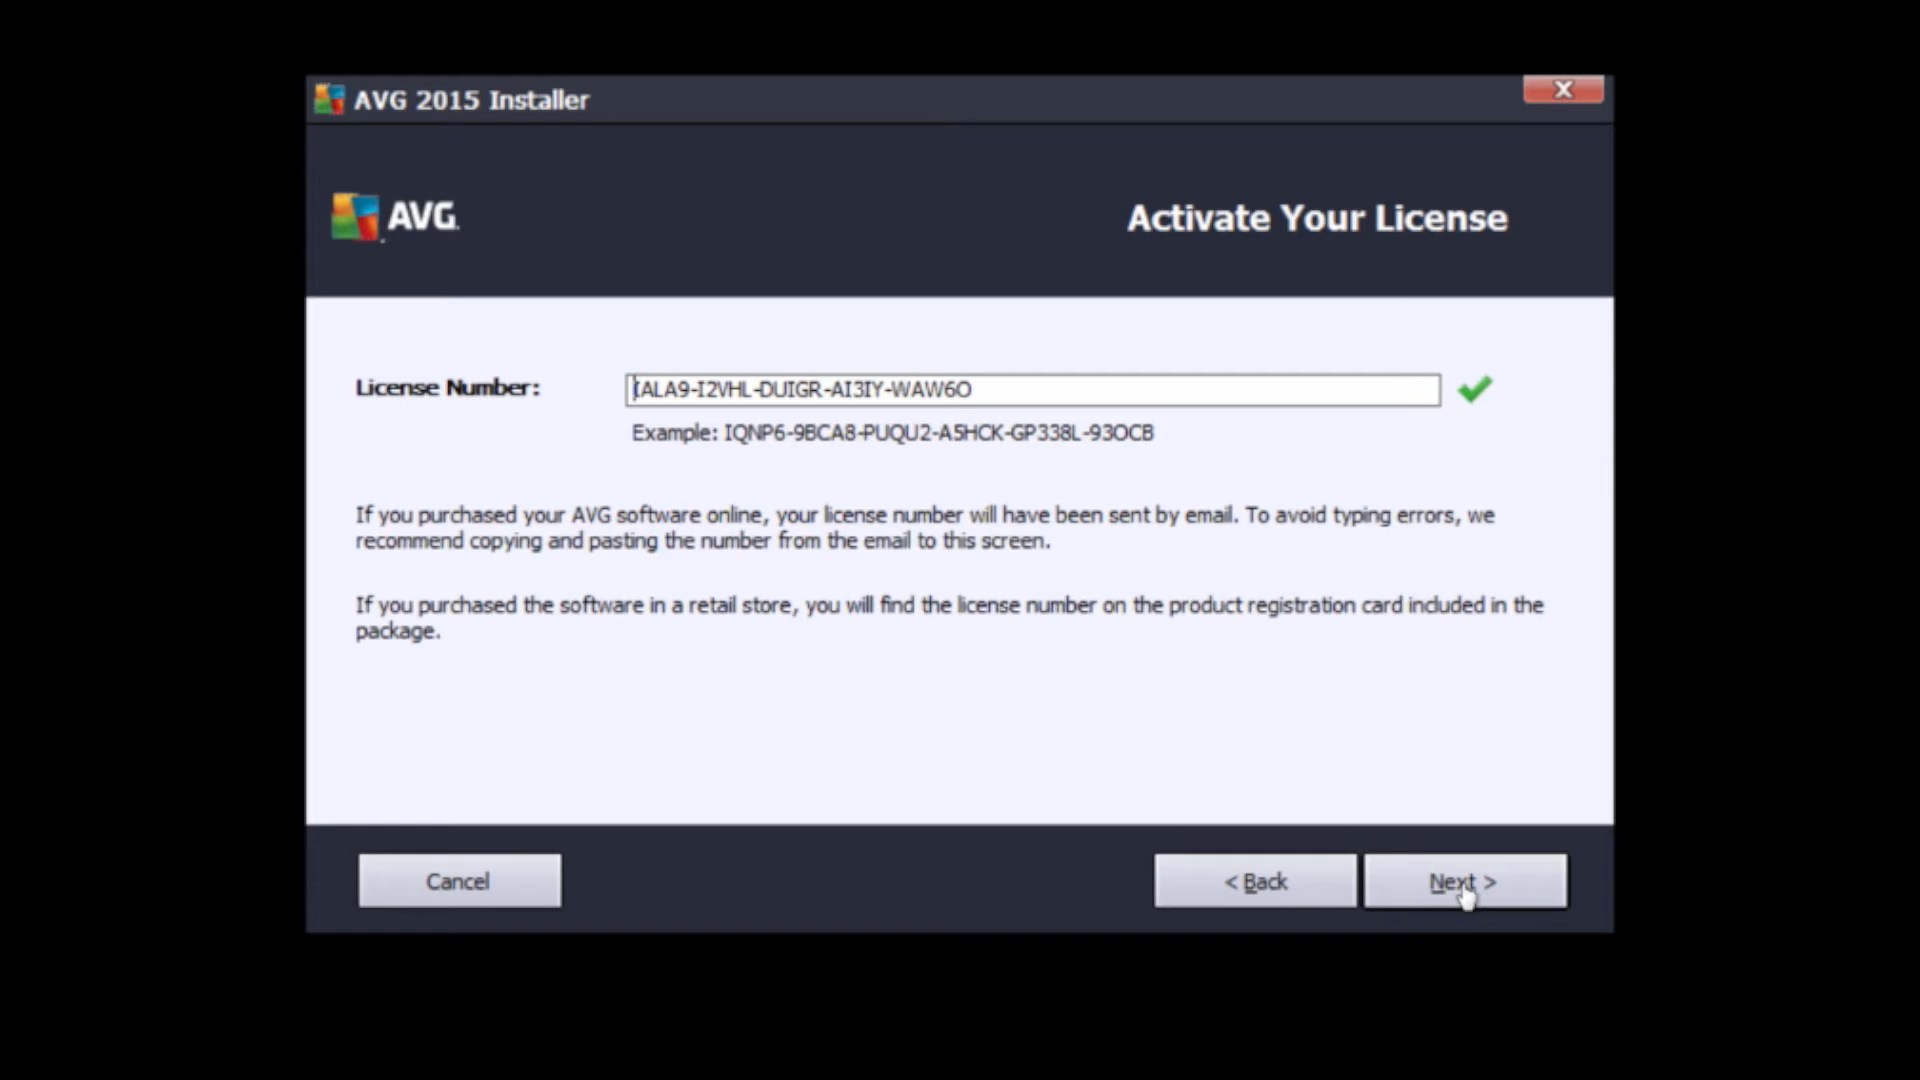 AVG 2015 Installer
X
AVG.
Activate Your License
License Number:
IALA9-I2VHL-DUIGR-AI3IY-WAW6O
Example: IQNP6-9BCA8-PUQU2-A5HCK-GP338L-93OCB
If you purchased your AVG software online, your license number will have been sent by email. To avoid typing errors, we
recommend copying and pasting the number from the email to this screen.
If you purchased the software in a retail store, you will find the license number on the product registration card included in the
package.
Cancel
< Back
Next >